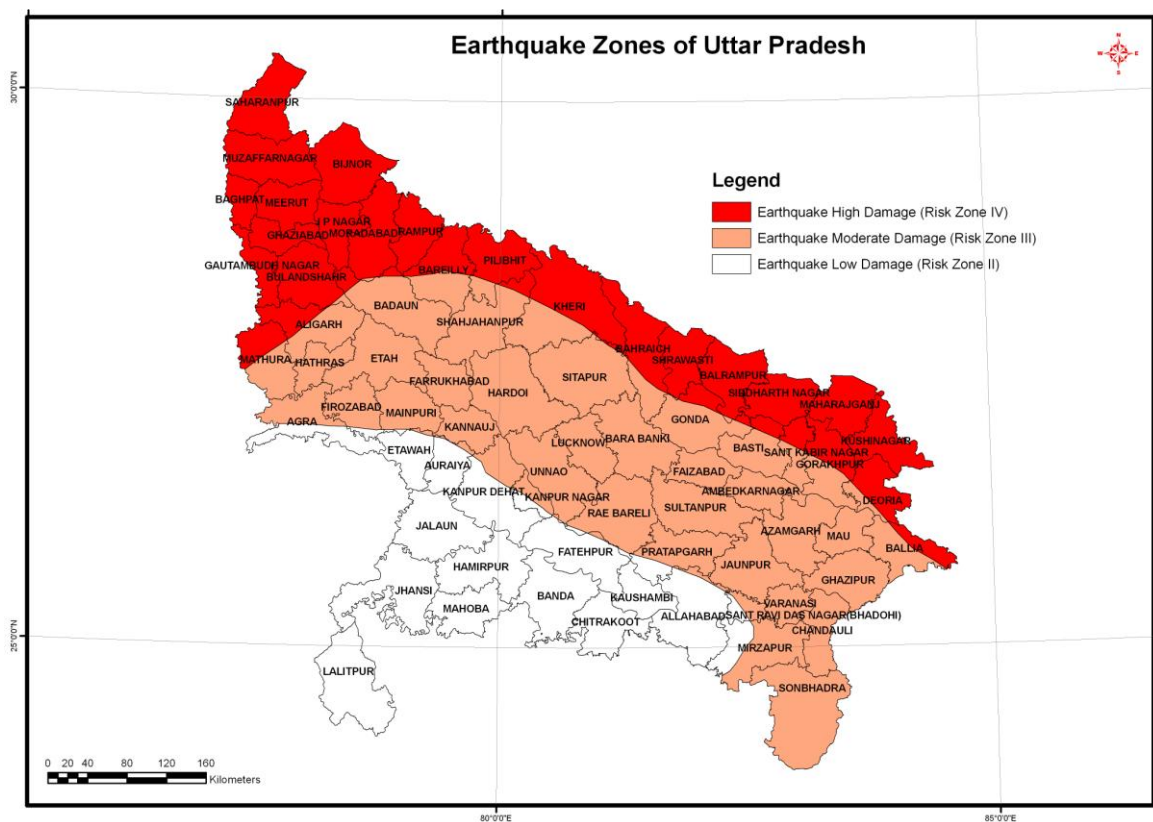 Earthquake Zones of Uttar Pradesh
N
W E
S
30°0'0"N
25°0'0"N
80°0'0"E
85°0'0"E
Legend
Earthquake High Damage (Risk Zone IV)
Earthquake Moderate Damage (Risk Zone III)
Earthquake Low Damage (Risk Zone II)
SAHARANPUR
MUZAFFARNAGAR
BIJNOR
BAGHPAT
MEERUT
J P NAGAR
GHAZIABAD
MORADABAD
RAMPUR
GAUTAMBUDH NAGAR
BULANDSHAHR
BAREILLY
PILIBHIT
BADAUN
KHERI
ALIGARH
SHAHJAHANPUR
MATHURA
HATHRAS
ETAH
BAHRAICH
SHRAWASTI
BALRAMPUR
FARRUKHABAD
SITAPUR
HARDOI
SIDDHARTH NAGAR
MAHARAJGANJ
FIROZABAD
MAINPURI
AGRA
KANNAUJ
GONDA
LUCKNOW
BARA BANKI
BASTI
SANT KABIR NAGAR
KUSHINAGAR
GORAKHPUR
ETAWAH
AURAIYA
UNNAO
FAIZABAD
KANPUR DEHAT
KANPUR NAGAR
AMBEDKARNAGAR
DEORIA
RAE BARELI
SULTANPUR
JALAUN
AZAMGARH
MAU
BALLIA
FATEHPUR
PRATAPGARH
HAMIRPUR
JAUNPUR
GHAZIPUR
JHANSI
MAHOBA
BANDA
KAUSHAMBI
VARANASI
CHITRAKOOT
ALLAHABAD
SANT RAVI DAS NAGAR(BHADOHI)
CHANDAULI
MIRZAPUR
LALITPUR
SONBHADRA
0 20 40 80 120 160
Kilometers